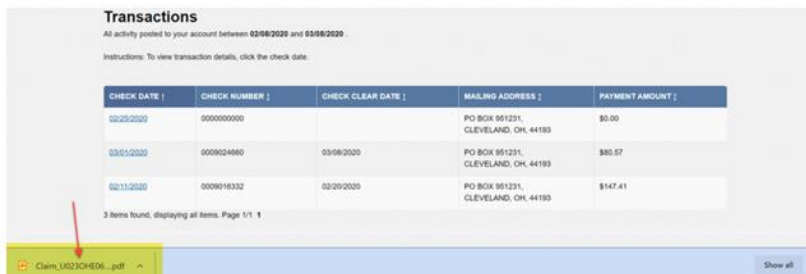 Transactions
All activity posted to your account between 02/08/2020 and 03/08/2020 .
Instructions: To view transaction details, click the check date.
CHECK DATE CHECK NUMBER CHECK CLEAR DATE MAILING ADDRESS PAYMENT AMOUNT
02/25/2020 0000000000 PO BOX 951231, $0.00
CLEVELAND, OH, 44193
03/01/2020 0009024660 03/06/2020 PO BOX 951231, $80.57
CLEVELAND, OH, 44193
02/11/2020 0009016332 02/20/2020 PO BOX 951231, $147.41
CLEVELAND, OH, 44193
3 items found, displaying all items. Page 1/1 1
Claim_U023OHE06....pdf Show all